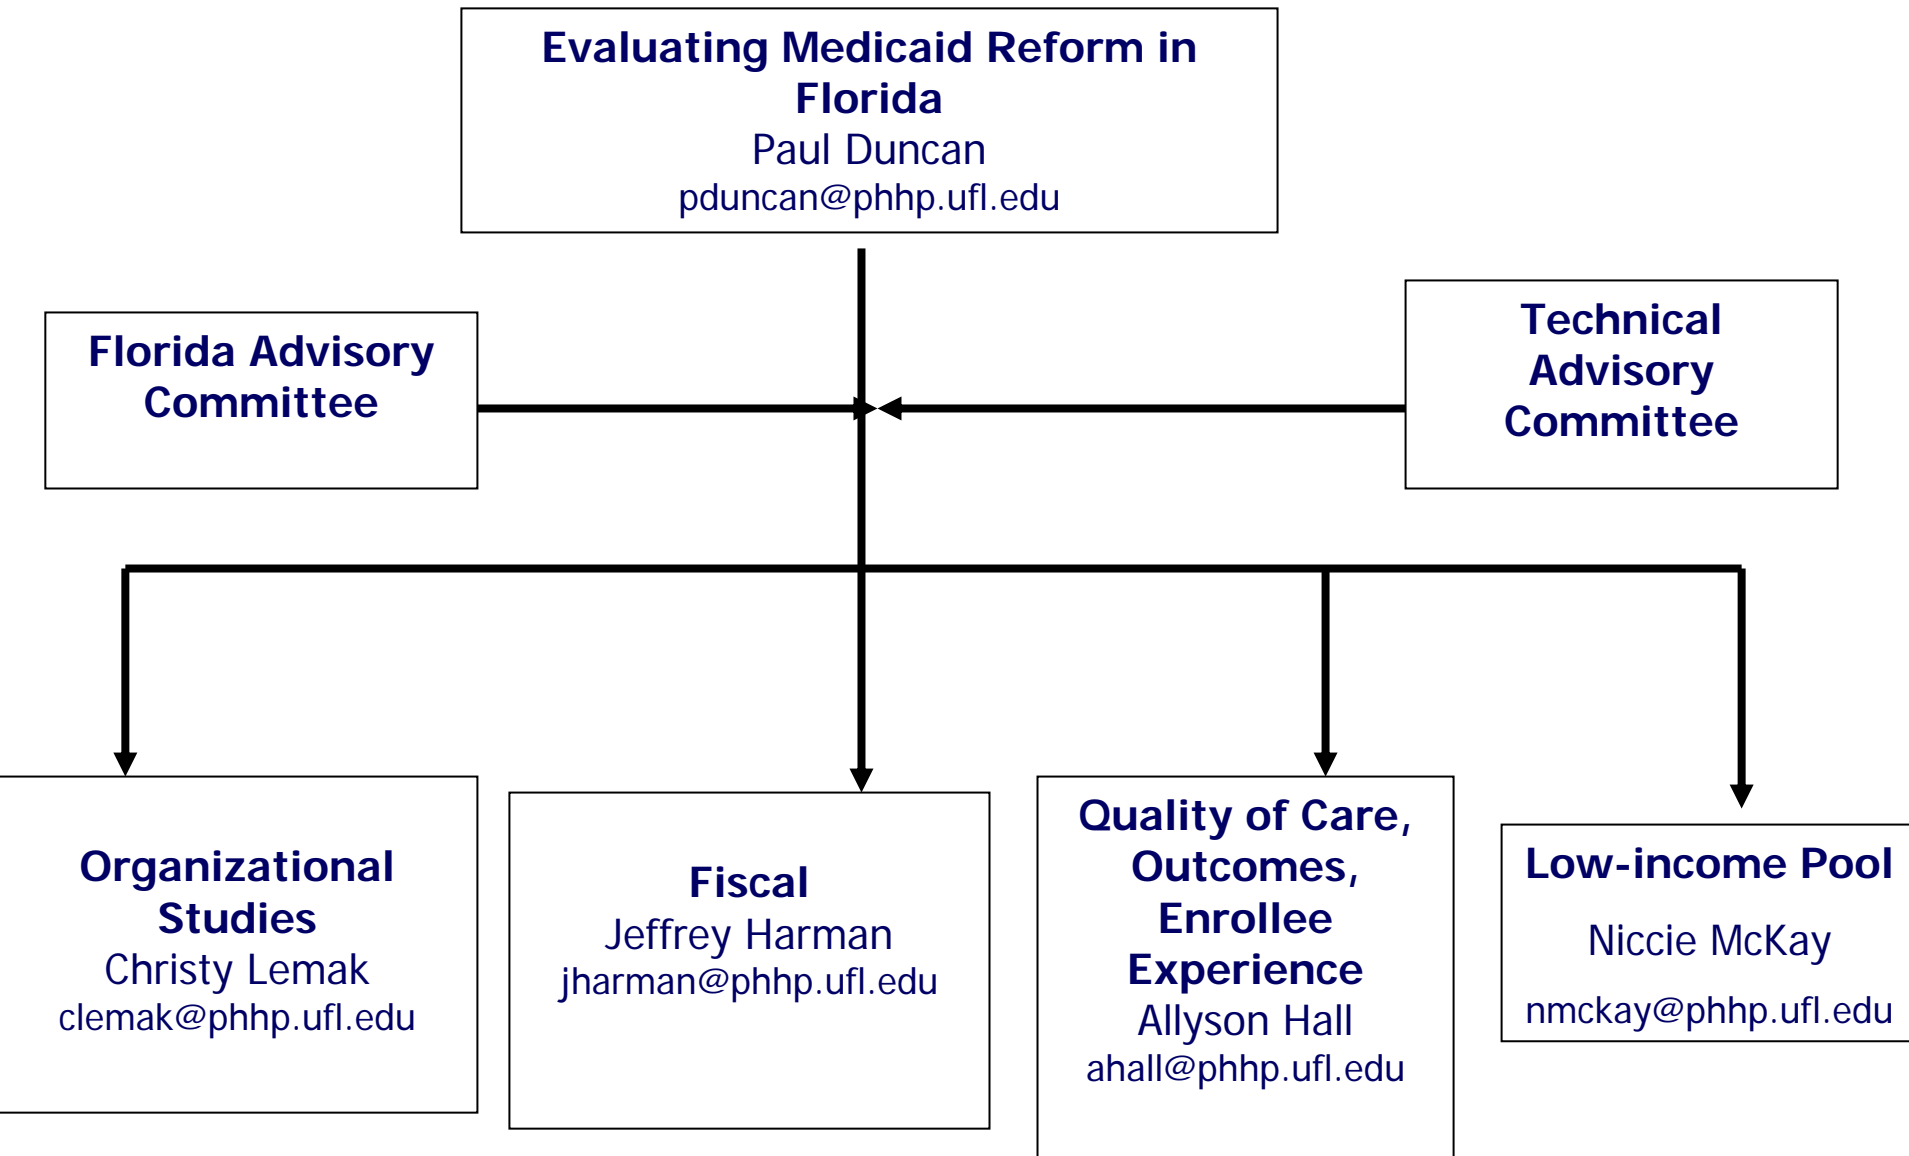 Evaluating Medicaid Reform in
Florida
Paul Duncan
pduncan@phhp.ufl.edu
Florida Advisory
Committee
Technical
Advisory
Committee
Organizational
Studies
Christy Lemak
clemak@phhp.ufl.edu
Fiscal
Jeffrey Harman
jharman@phhp.ufl.edu
Quality of Care,
Outcomes,
Enrollee
Experience
Allyson Hall
ahall@phhp.ufl.edu
Low-income Pool
Niccie McKay
nmckay@phhp.ufl.edu